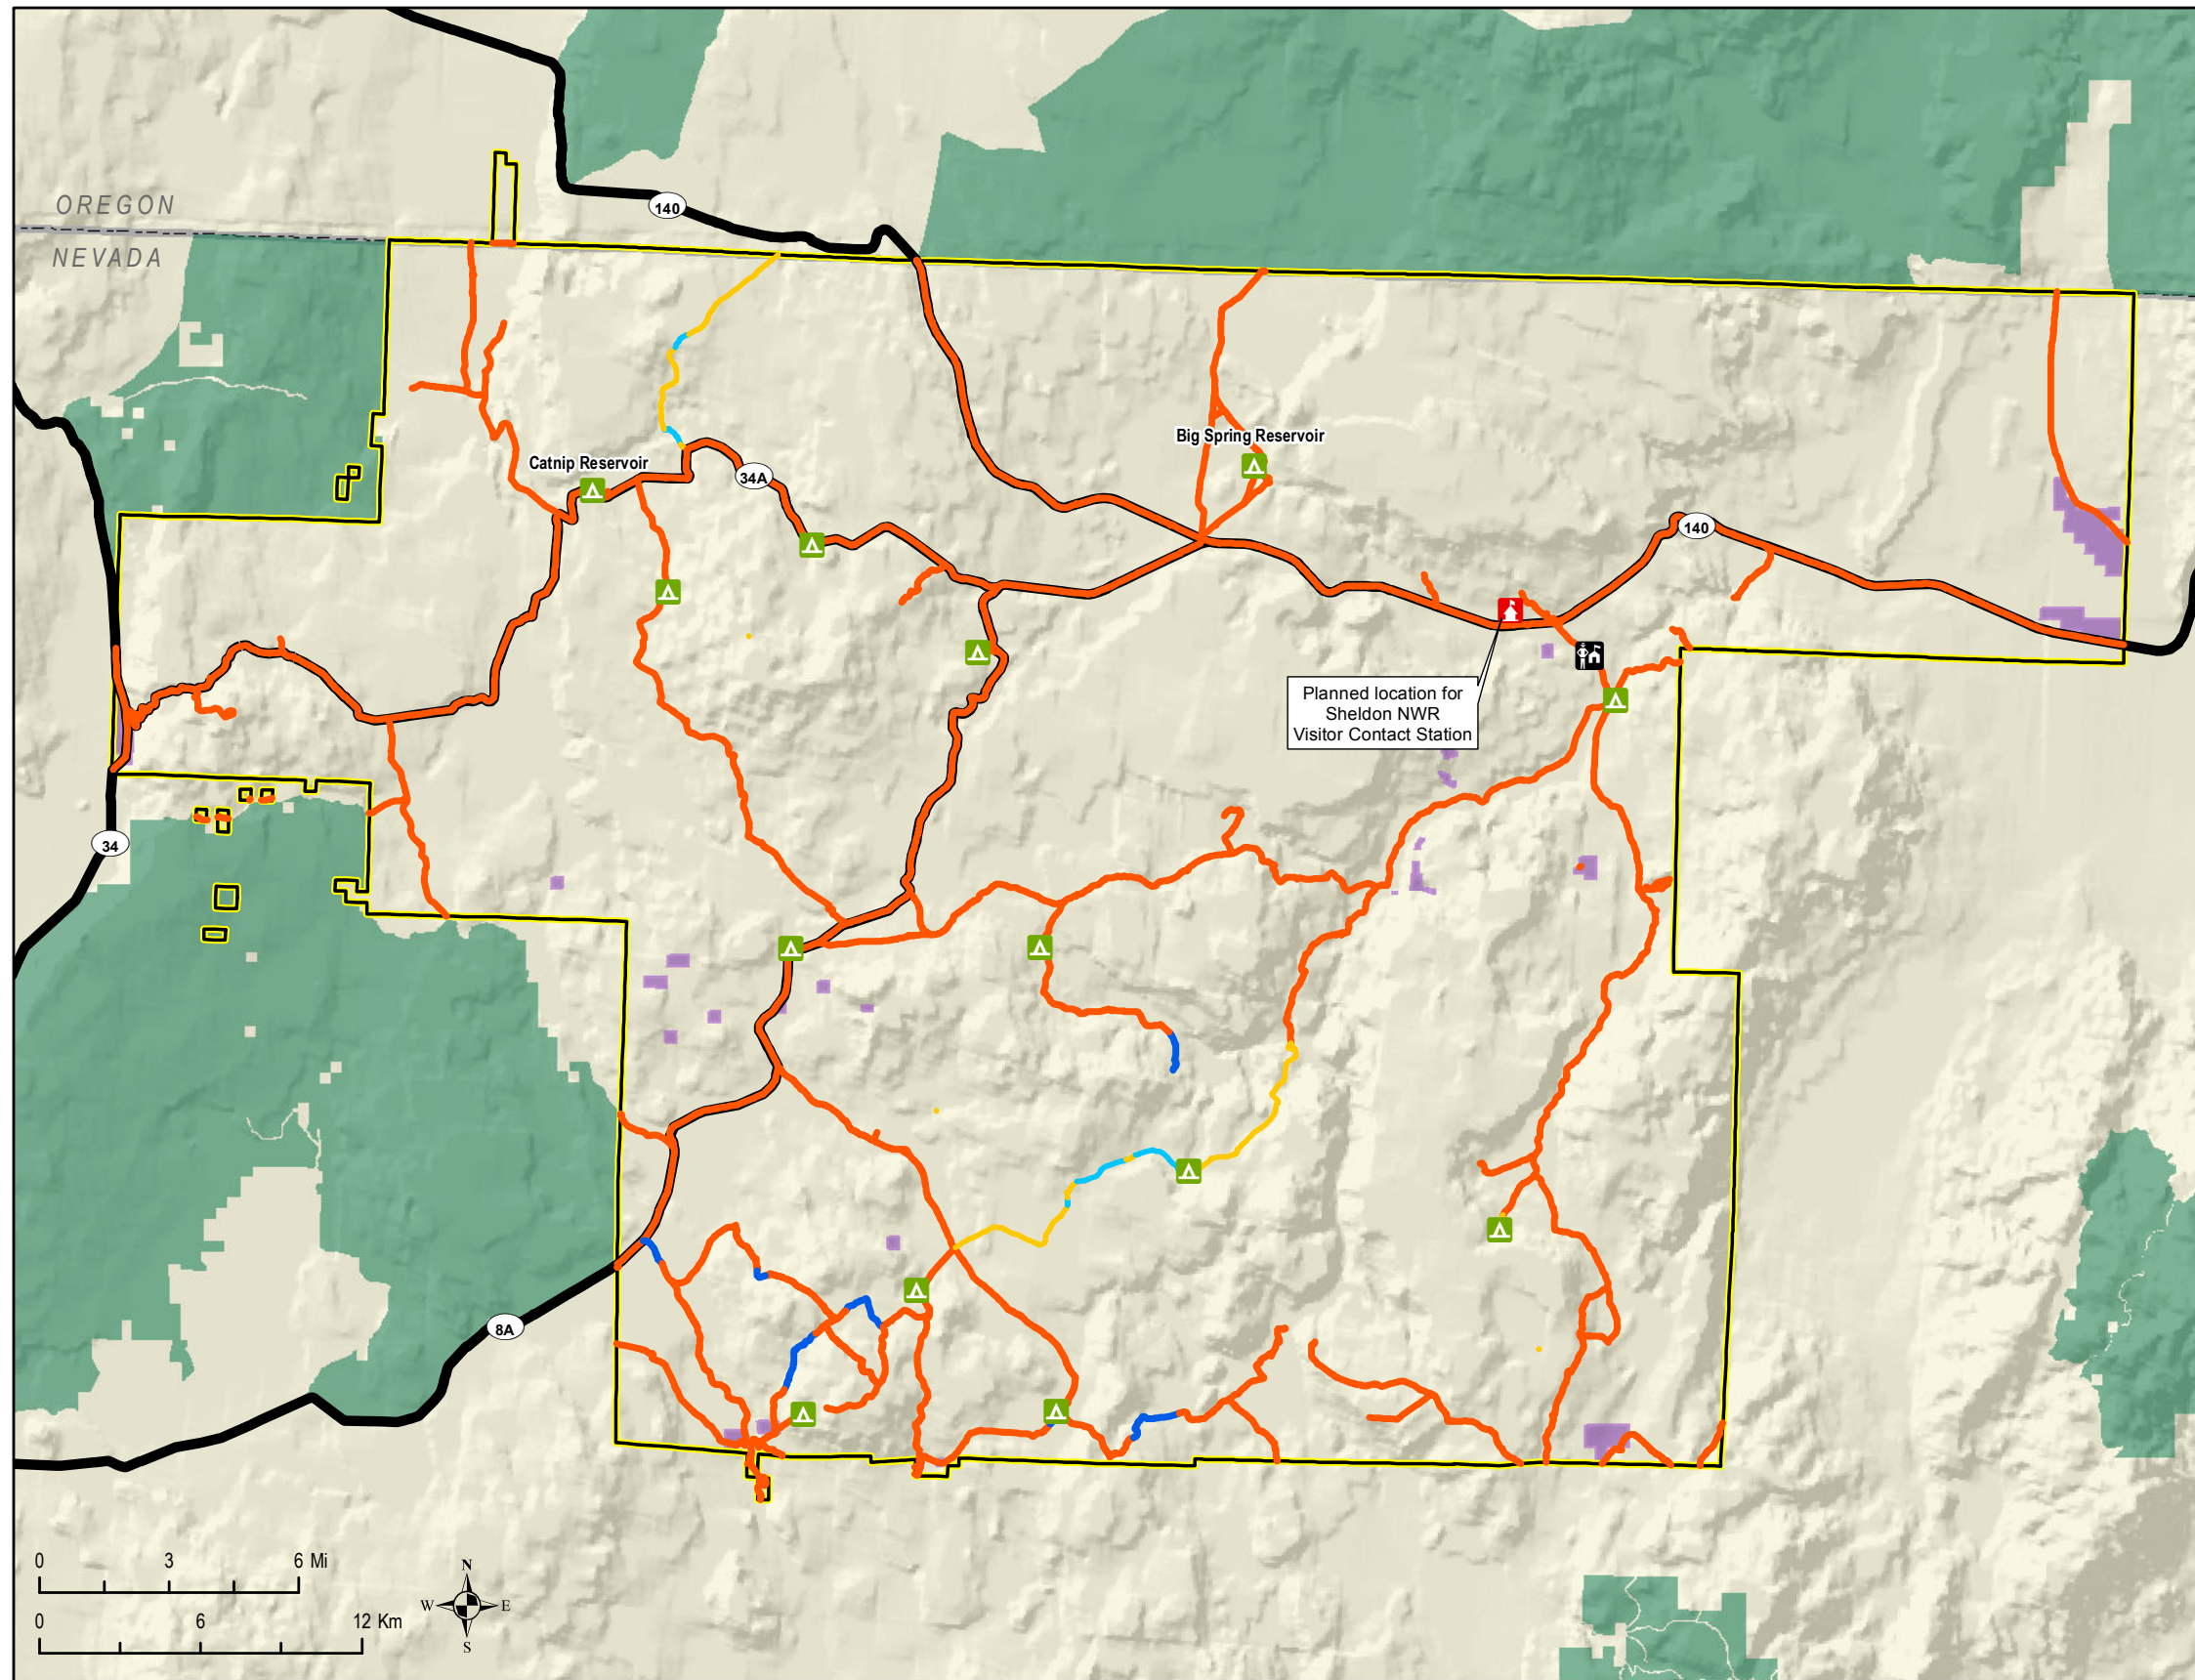 OREGON
NEVADA
140
Big Spring Reservoir
Catnip Reservoir
34A
140
Planned location for
Sheldon NWR
Visitor Contact Station
34
8A
0 3 6 Mi
0 6 12 Km
N
W E
S